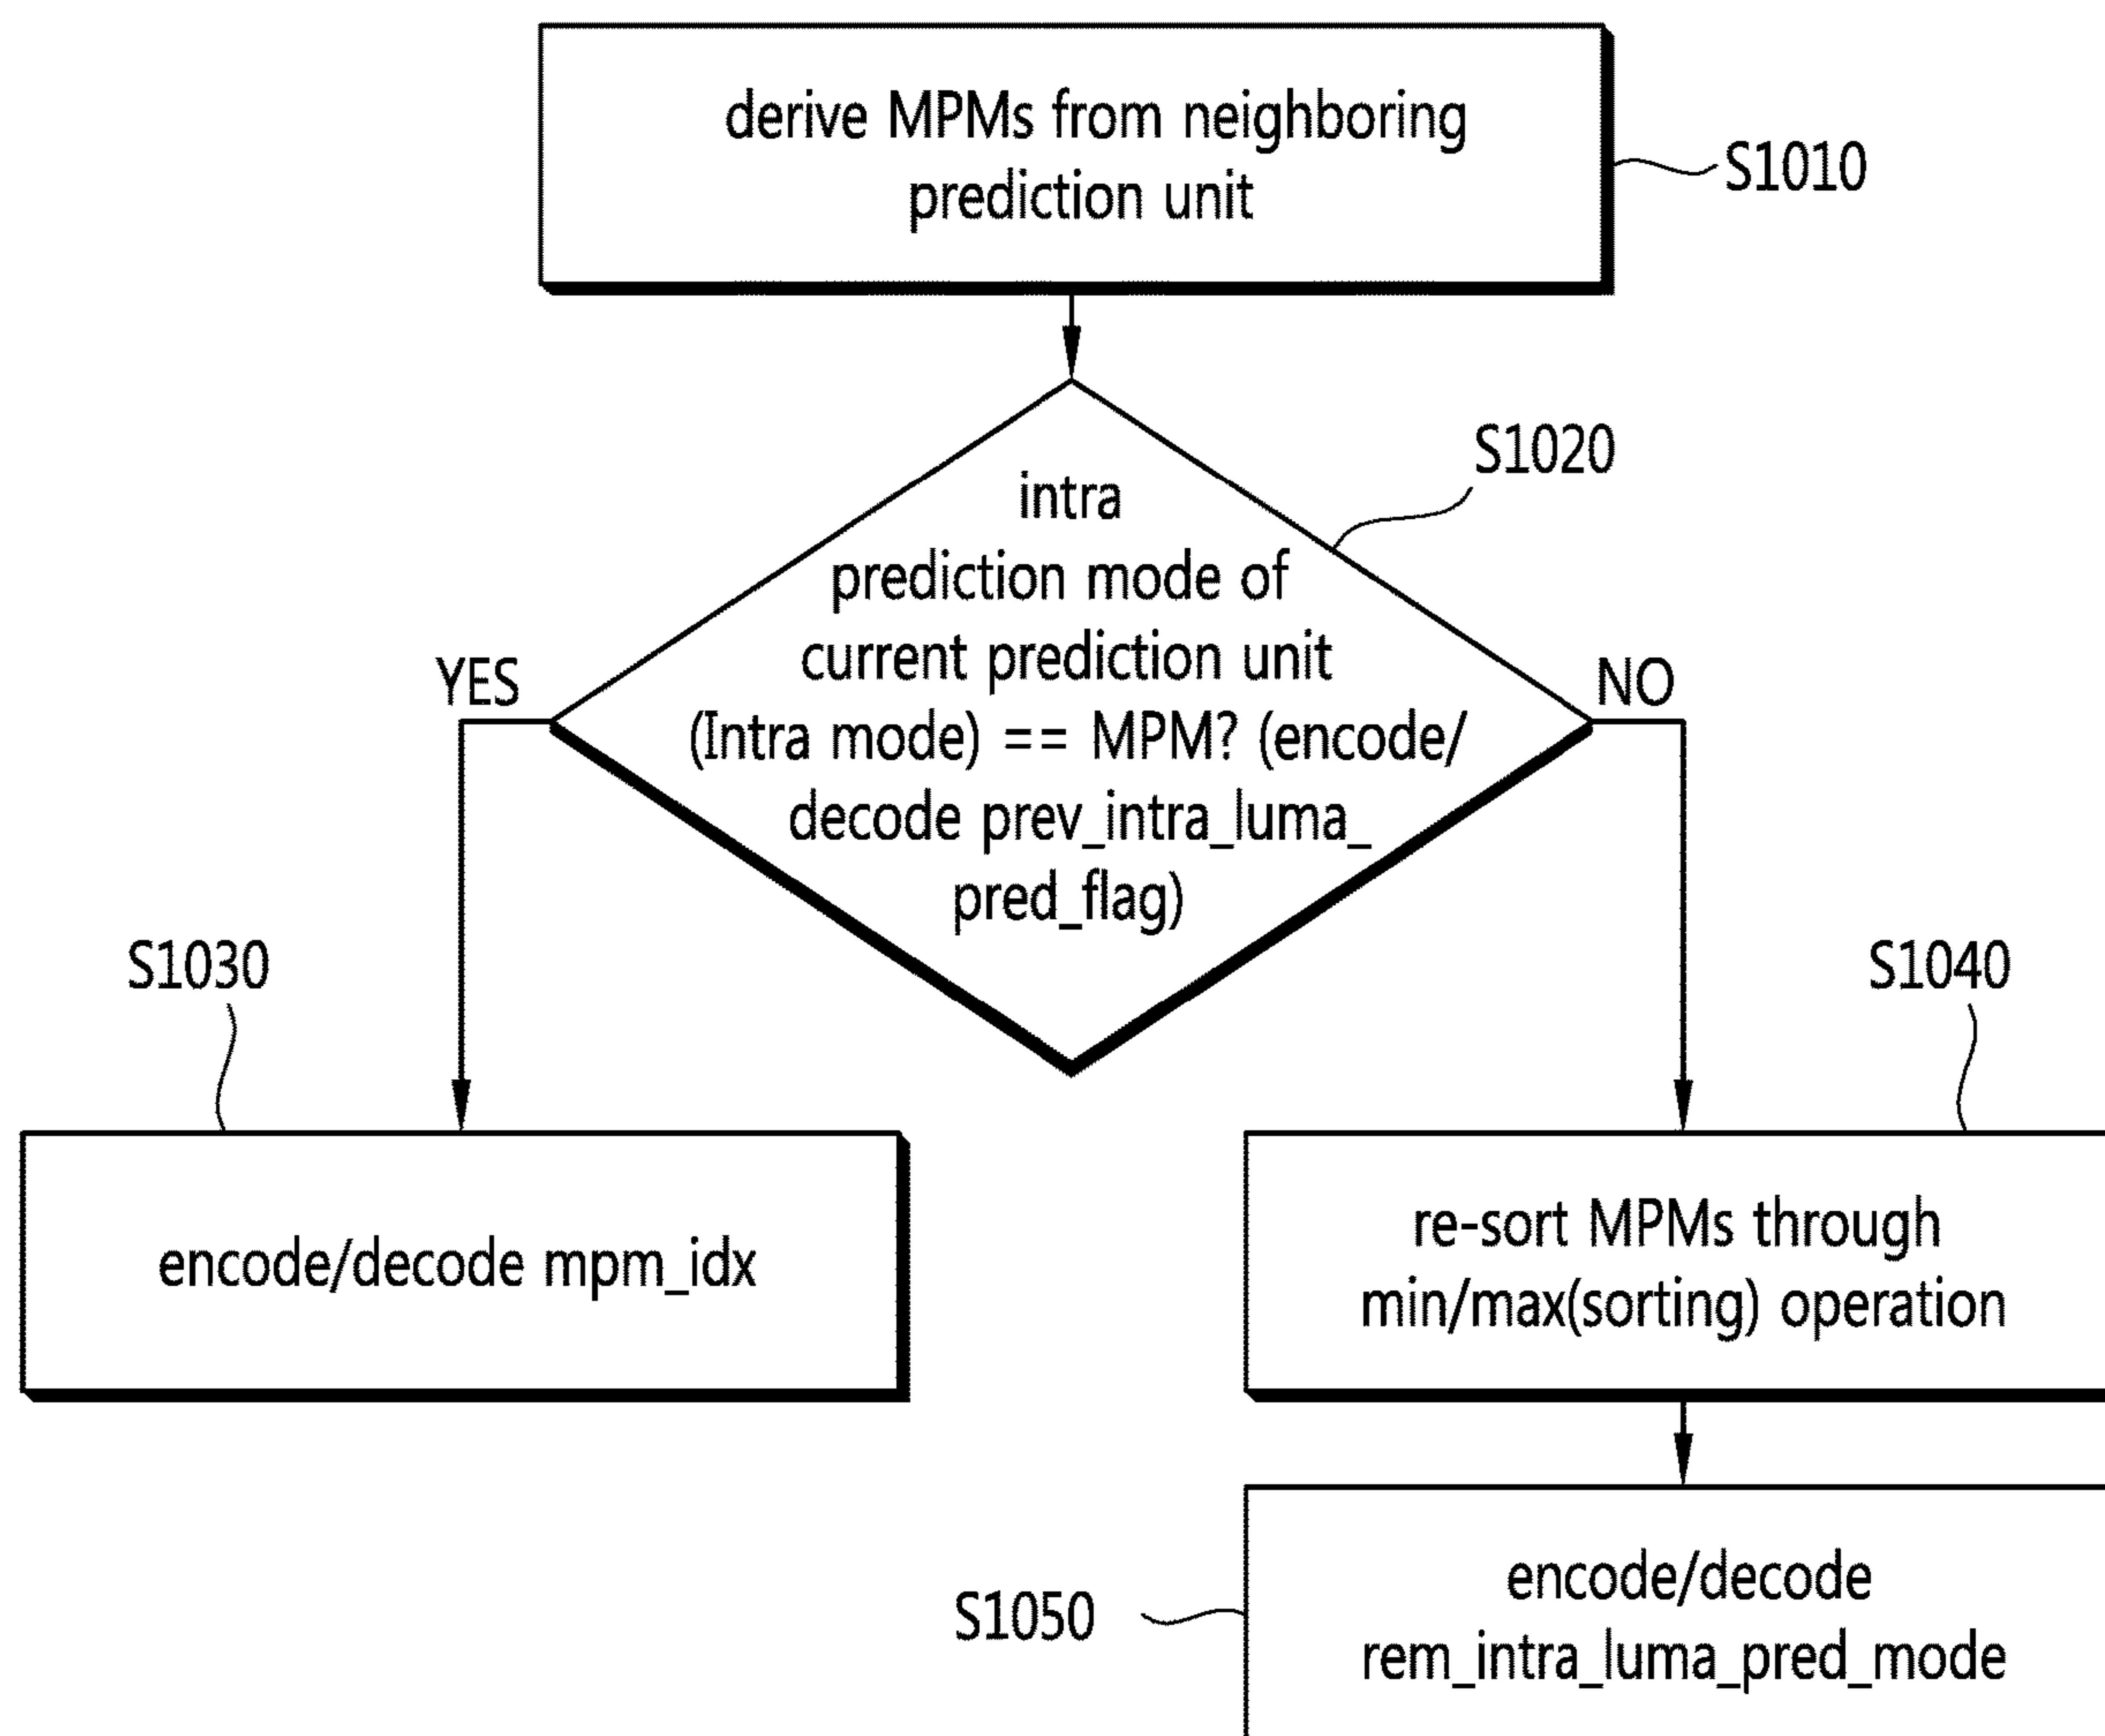 derive MPMs from neighboring
prediction unit
S1010
S1020
intra
prediction mode of
current prediction unit
(Intra mode) == MPM? (encode/
decode prev_intra_luma_
pred_flag)
YES
NO
S1030
encode/decode mpm_idx
S1040
re-sort MPMs through
min/max(sorting) operation
S1050
encode/decode
rem_intra_luma_pred_mode